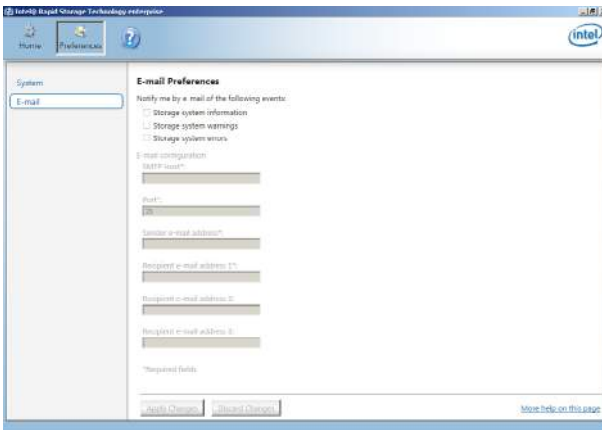 Intel® Rapid Storage Technology enterprise
Home
Preferences
?
intel
System
E-mail
E-mail Preferences
Notify me by e-mail of the following events:
Storage system information
Storage system warnings
Storage system errors
E-mail configuration
SMTP host*:
Port*:
25
Sender e-mail address*:
Recipient e-mail address 1*:
Recipient e-mail address 2:
Recipient e-mail address 3:
*Required fields
Apply Changes
Discard Changes
More help on this page